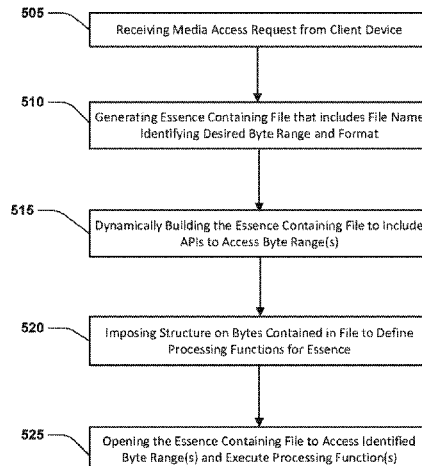 505
Receiving Media Access Request from Client Device
510
Generating Essence Containing File that includes File Name
Identifying Desired Byte Range and Format
515
Dynamically Building the Essence Containing File to Include
APIs to Access Byte Range(s)
520
Imposing Structure on Bytes Contained in File to Define
Processing Functions for Essence
525
Opening the Essence Containing File to Access Identified
Byte Range(s) and Execute Processing Function(s)